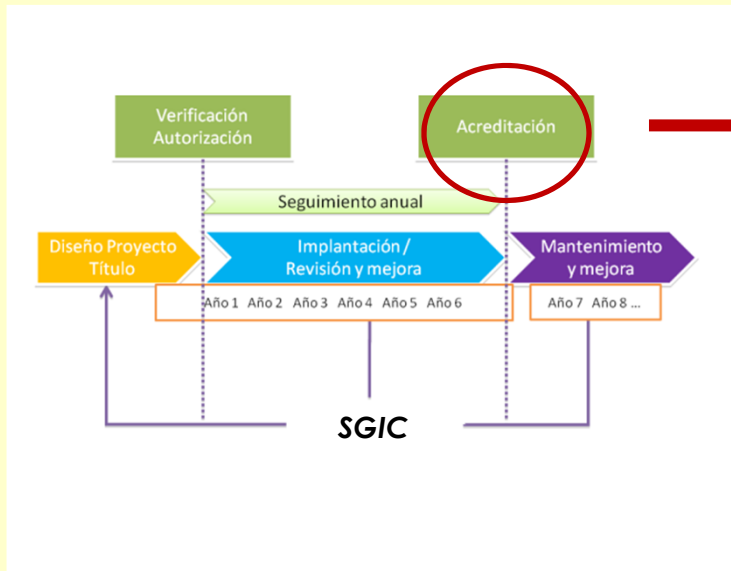 Verificación
Autorización
Acreditación
Seguimiento anual
Diseño Proyecto
Título
Implantación /
Revisión y mejora
Mantenimiento
y mejora
Año 1 Año 2 Año 3 Año 4 Año 5 Año 6
Año 7 Año 8 ...
SGIC